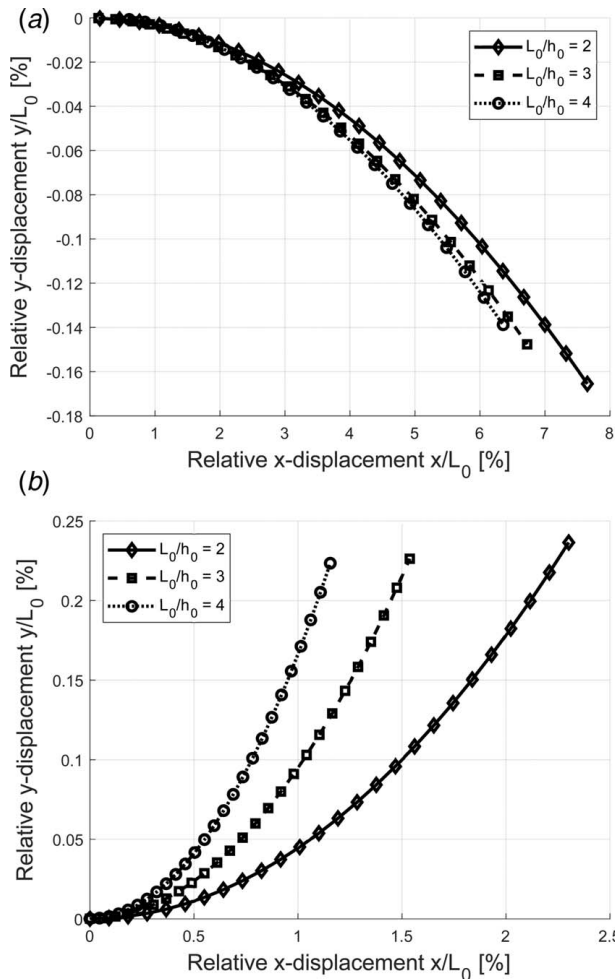 (a)
0
-0.02
-0.04
-0.06
-0.08
-0.1
-0.12
-0.14
-0.16
-0.18
Relative y-displacement y/L0 [%]
L0/h0 = 2
L0/h0 = 3
L0/h0 = 4
0 1 2 3 4 5 6 7 8
Relative x-displacement x/L0 [%]
(b)
0.25
0.2
0.15
0.1
0.05
0
Relative y-displacement y/L0 [%]
L0/h0 = 2
L0/h0 = 3
L0/h0 = 4
0 0.5 1 1.5 2 2.5
Relative x-displacement x/L0 [%]